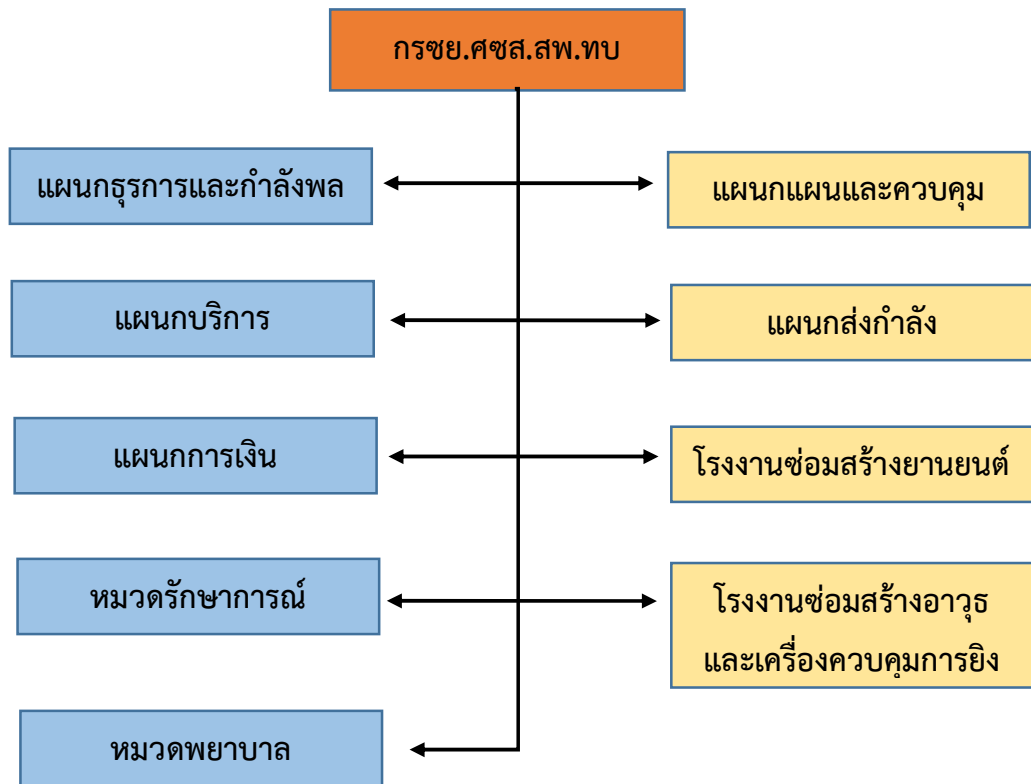 กรซย.ศซส.สพ.ทบ
แผนกธุรการและกำลังพล
แผนกแผนและควบคุม
แผนกบริการ
แผนกส่งกำลัง
แผนกการเงิน
โรงงานซ่อมสร้างยานยนต์
หมวดรักษาการณ์
โรงงานซ่อมสร้างอาวุธ
และเครื่องควบคุมการยิง
หมวดพยาบาล